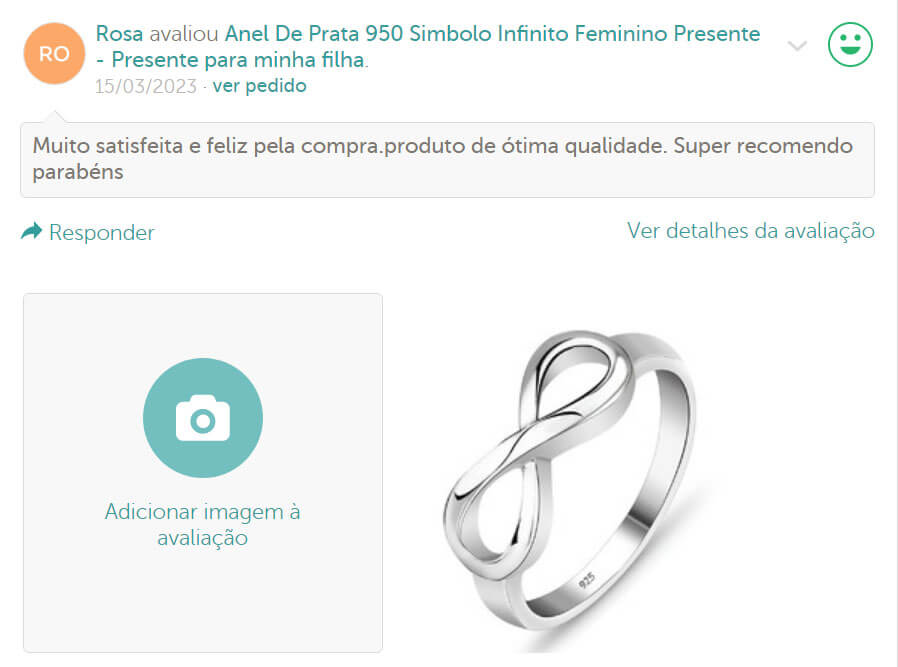 RO
Rosa avaliou Anel De Prata 950 Simbolo Infinito Feminino Presente
- Presente para minha filha.
15/03/2023 · ver pedido
Muito satisfeita e feliz pela compra.produto de ótima qualidade. Super recomendo
parabéns
Responder
Ver detalhes da avaliação
Adicionar imagem à
avaliação
925